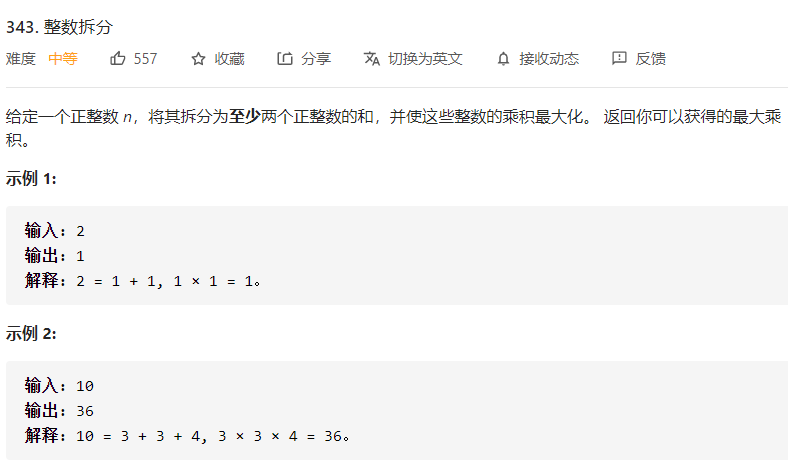 343. 整数拆分
难度 中等 557 收藏 分享 切换为英文 接收动态 反馈
给定一个正整数 n，将其拆分为至少两个正整数的和，并使这些整数的乘积最大化。 返回你可以获得的最大乘
积。
示例 1:
输入: 2
输出: 1
解释: 2 = 1 + 1, 1 × 1 = 1。
示例 2:
输入: 10
输出: 36
解释: 10 = 3 + 3 + 4, 3 × 3 × 4 = 36。